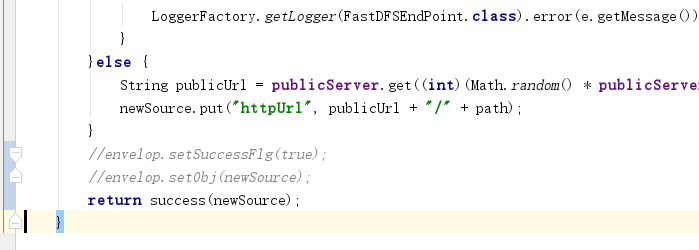 LoggerFactory.getLogger(FastDFSEndPoint.class).error(e.getMessage())
}
}else {
String publicUrl = publicServer.get((int)(Math.random() * publicServe
newSource.put("httpUrl", publicUrl + "/" + path);
}
//envelop.setSuccessFlg(true);
//envelop.setObj(newSource);
return success(newSource);
}